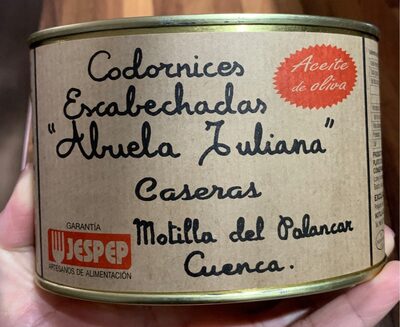 Codornices
Escabechadas
"Abuela Juliana"
Caseras
Motilla del Palancar
Cuenca.
Aceite
de oliva
GARANTÍA
JESPEP
ARTESANOS DE ALIMENTACIÓN